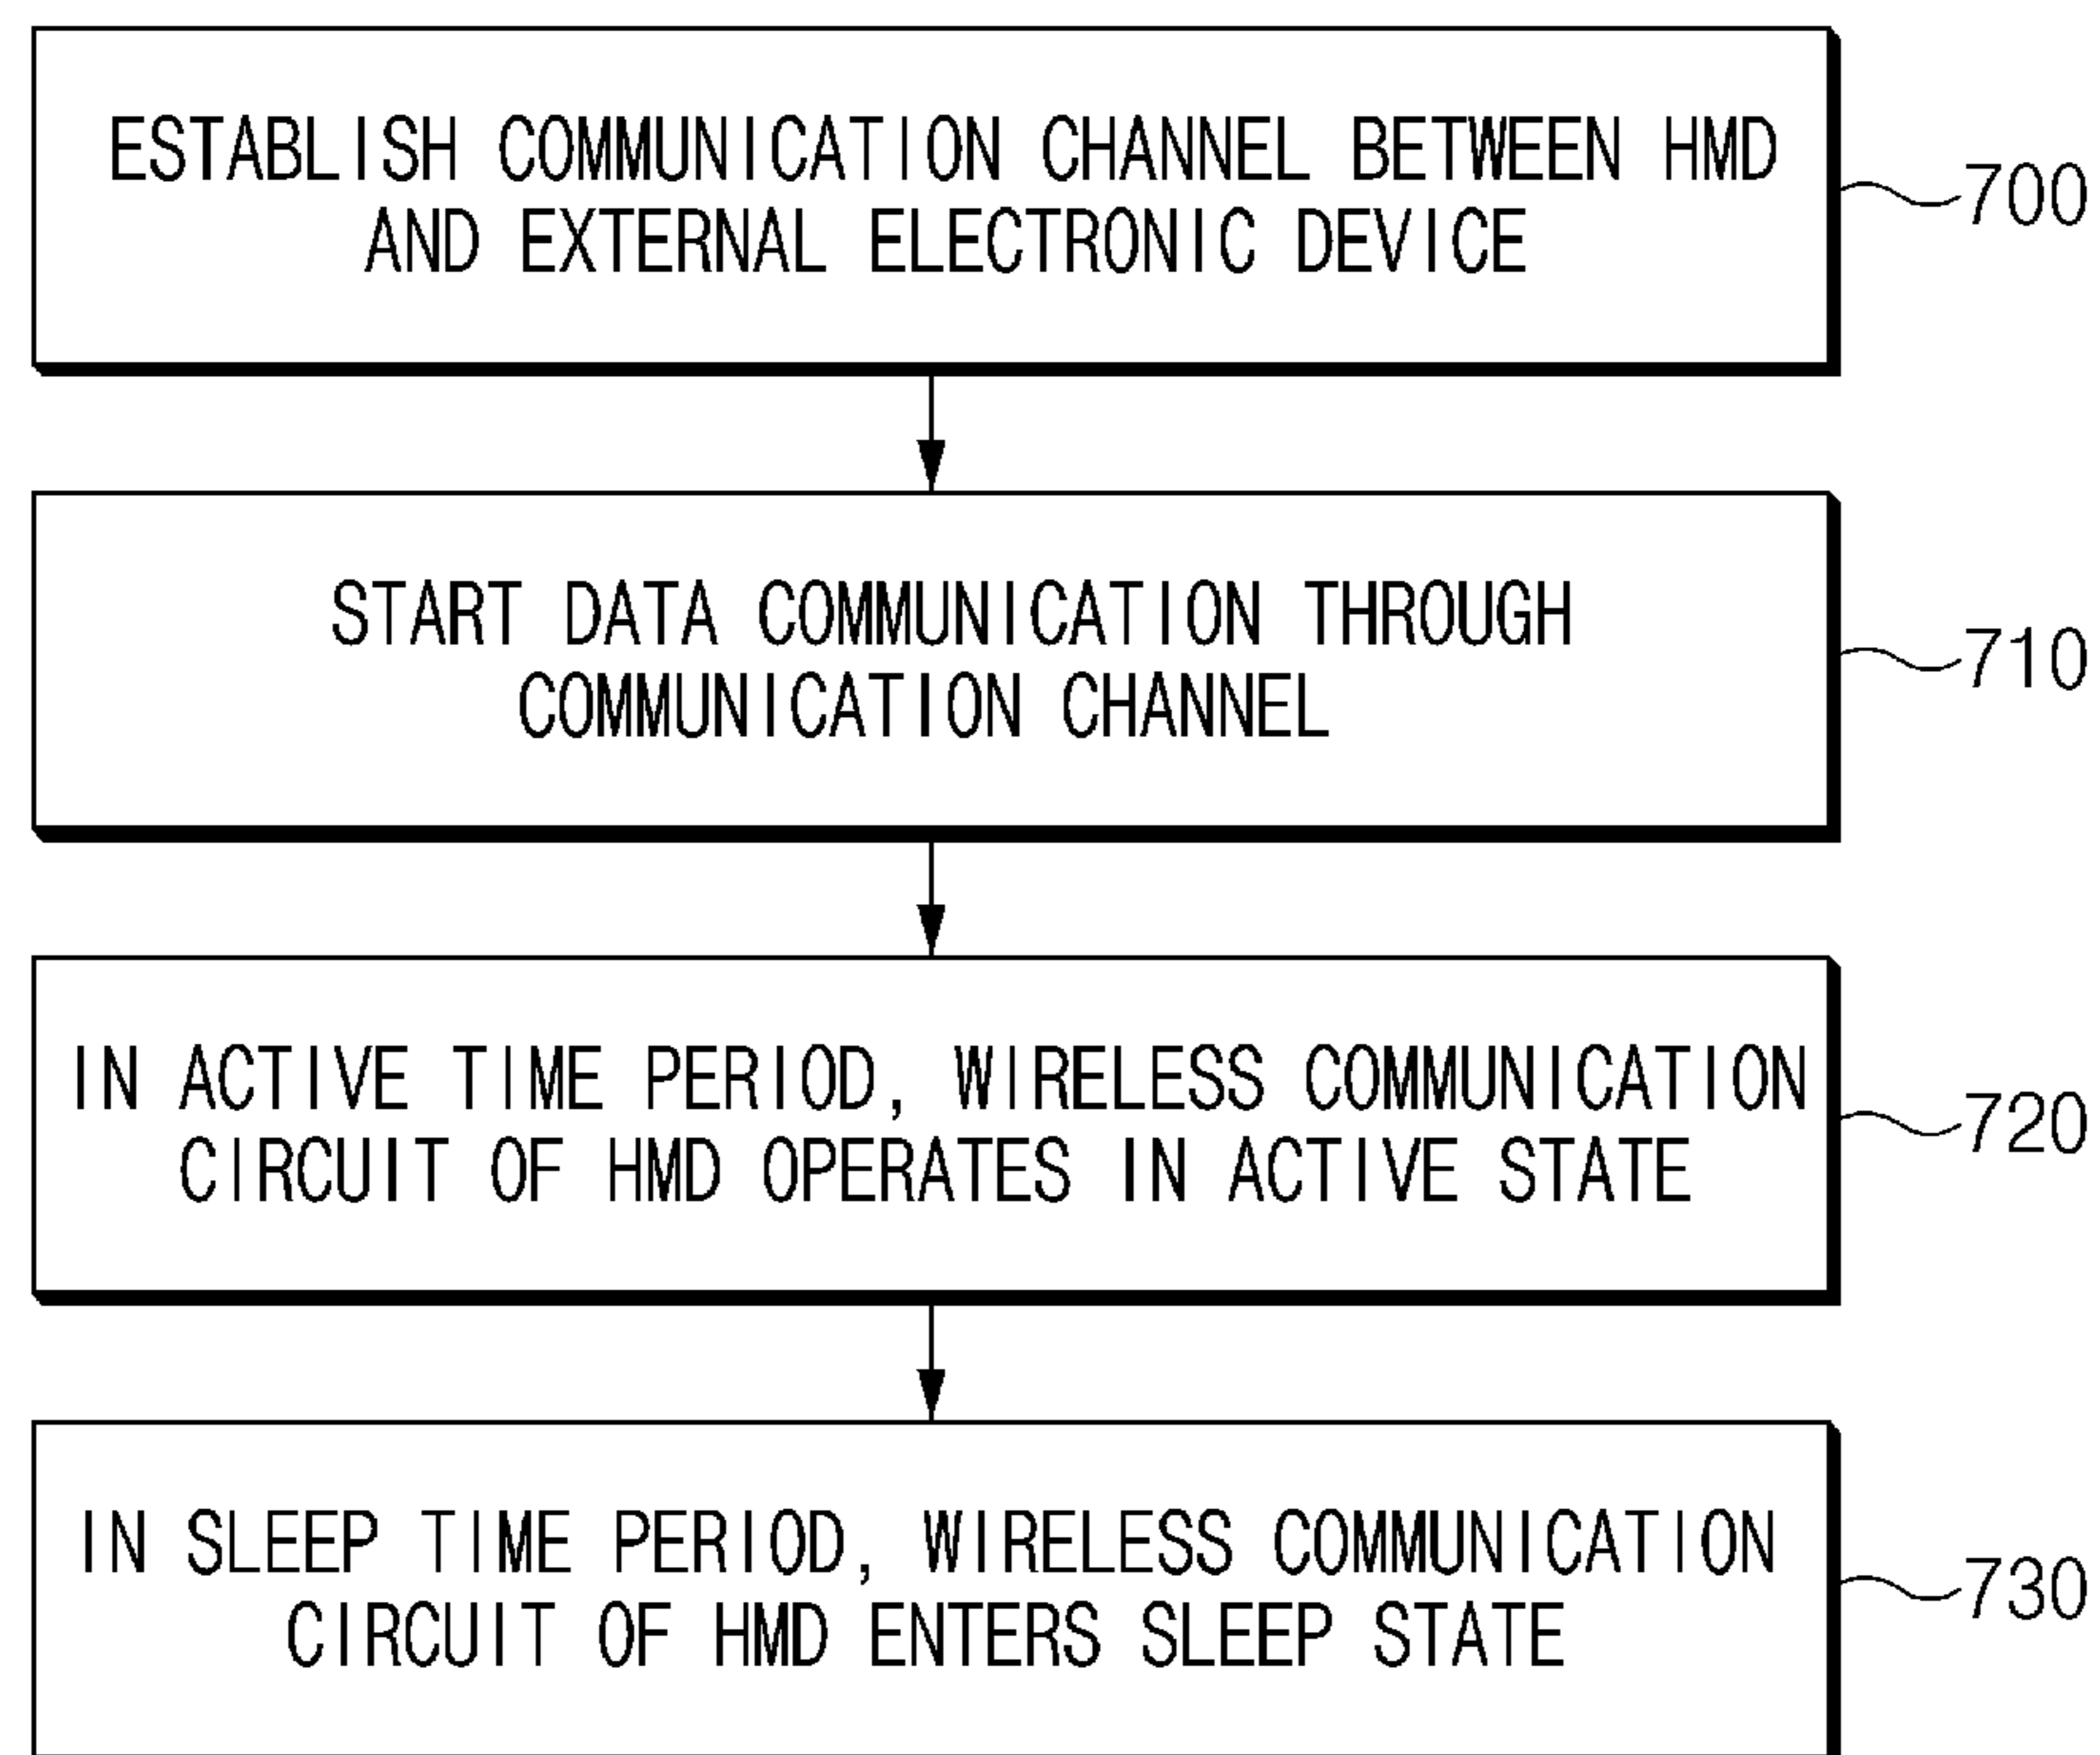 ESTABLISH COMMUNICATION CHANNEL BETWEEN HMD
AND EXTERNAL ELECTRONIC DEVICE
700
START DATA COMMUNICATION THROUGH
COMMUNICATION CHANNEL
710
IN ACTIVE TIME PERIOD, WIRELESS COMMUNICATION
CIRCUIT OF HMD OPERATES IN ACTIVE STATE
720
IN SLEEP TIME PERIOD, WIRELESS COMMUNICATION
CIRCUIT OF HMD ENTERS SLEEP STATE
730